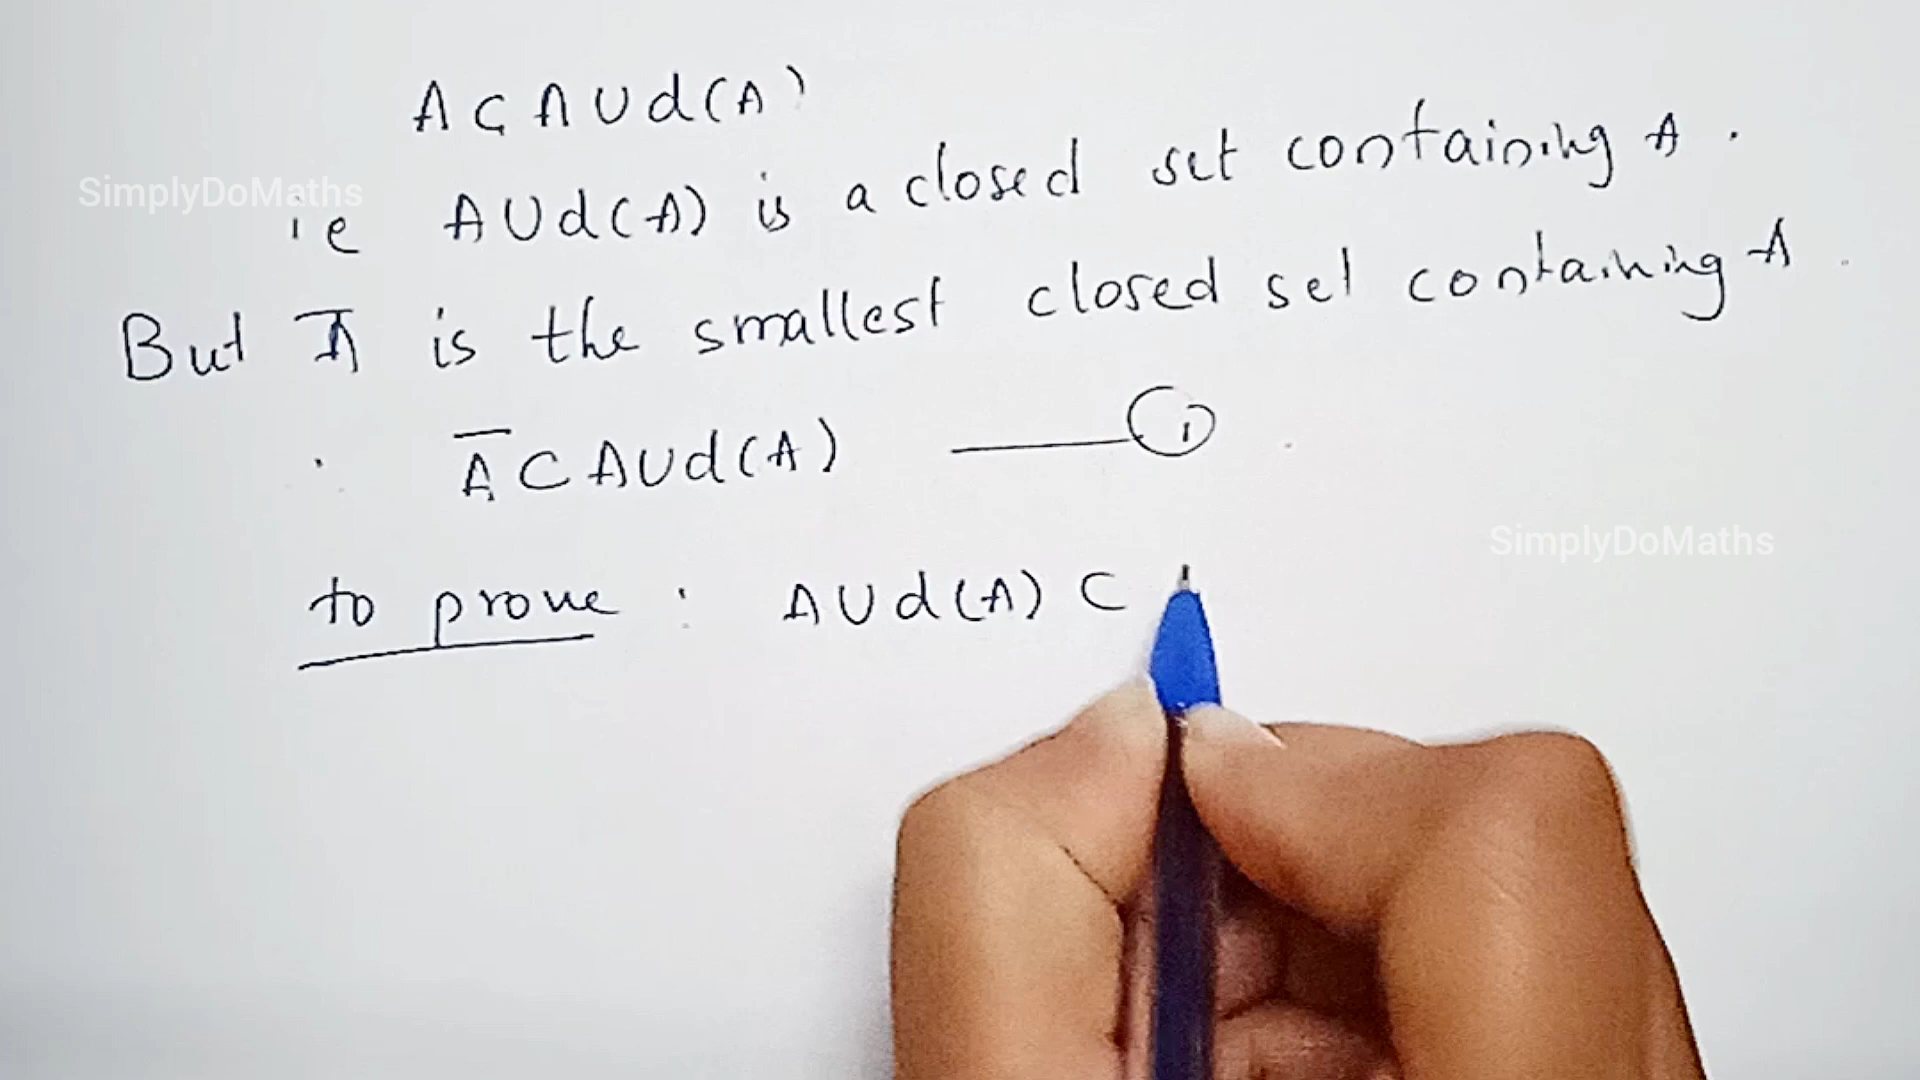 A ⊂ A ∪ d(A)
SimplyDoMaths
ie A ∪ d(A) is a closed set containing A .
But A̅ is the smallest closed set containing A .
∴ A̅ ⊂ A ∪ d(A) —— ①
SimplyDoMaths
to prove : A ∪ d(A) ⊂